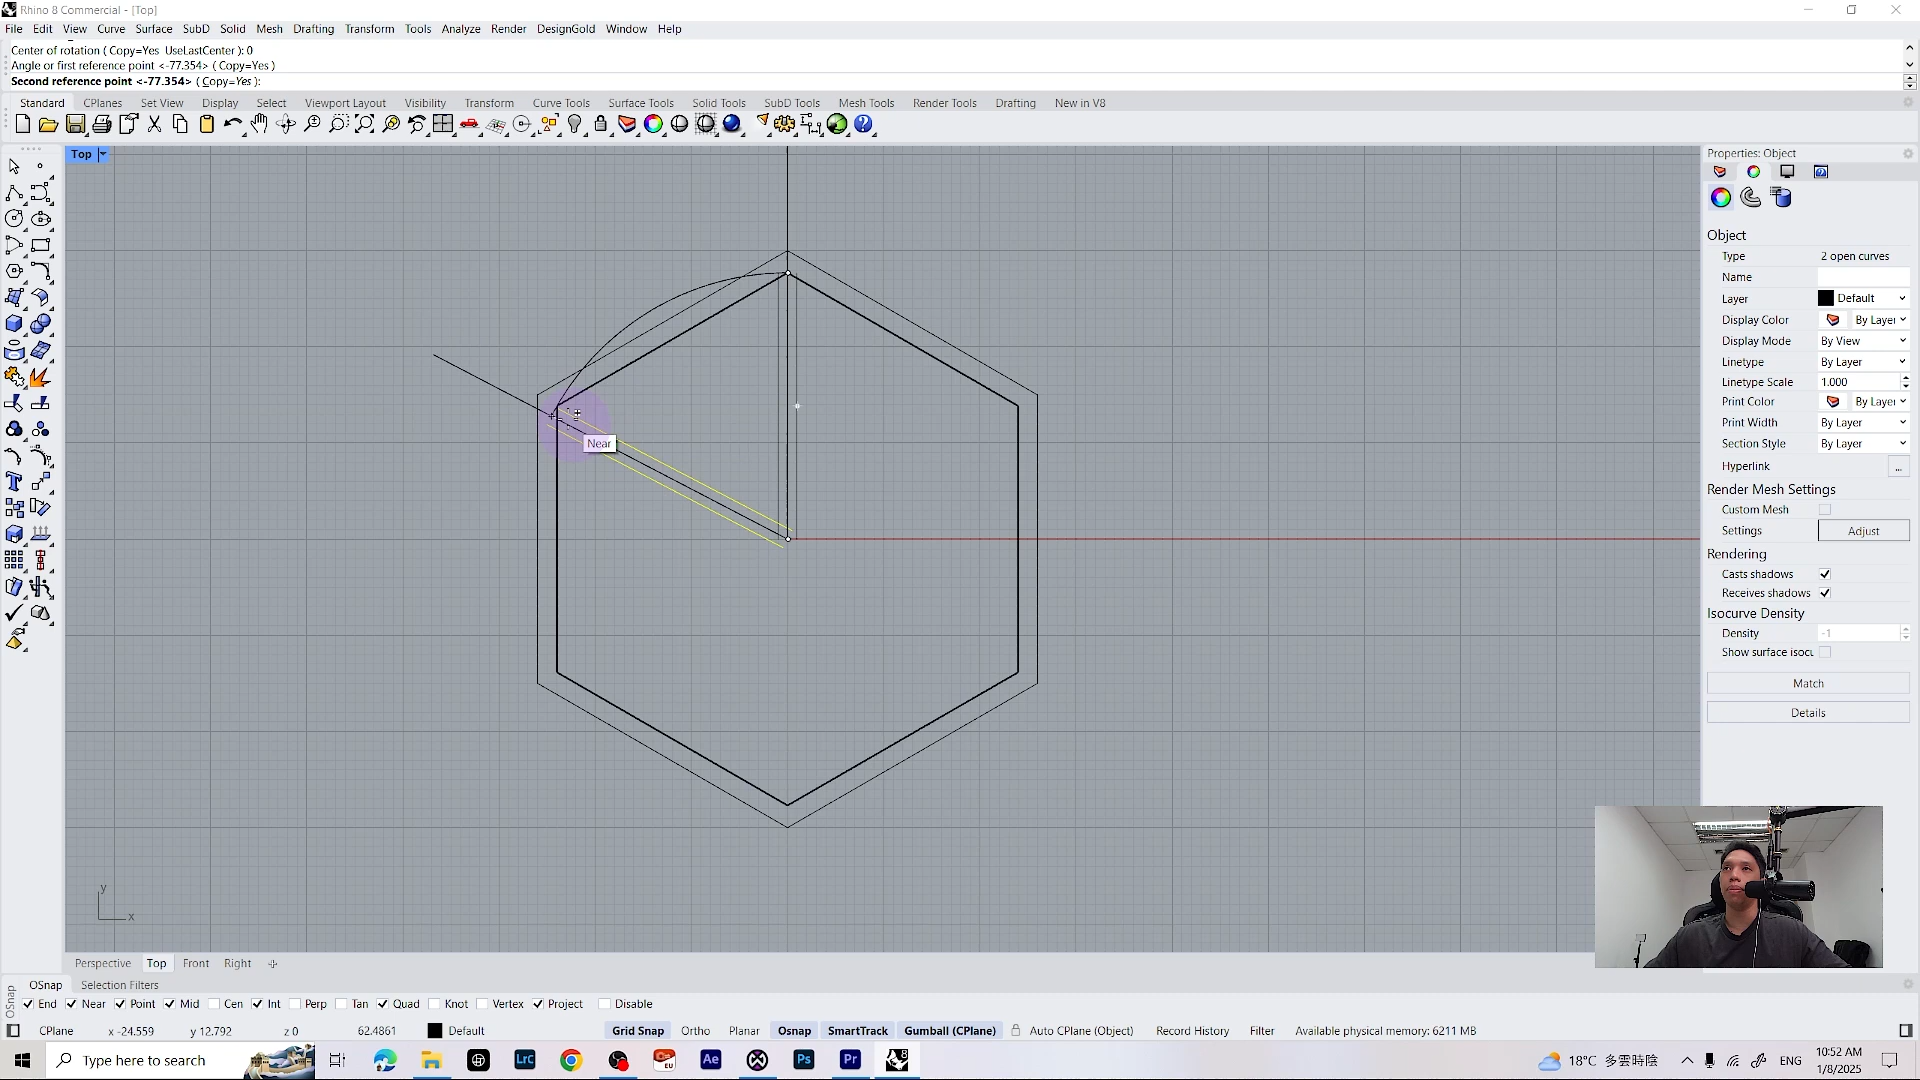 Rhino 8 Commercial - [Top]
File Edit View Curve Surface SubD Solid Mesh Drafting Transform Tools Analyze Render DesignGold Window Help
Center of rotation ( Copy=Yes UseLastCenter ): 0
Angle or first reference point <-77.354> ( Copy=Yes )
Second reference point <-77.354> ( Copy=Yes ):
Standard CPlanes Set View Display Select Viewport Layout Visibility Transform Curve Tools Surface Tools Solid Tools SubD Tools Mesh Tools Render Tools Drafting New in V8
Top
Near
y
x
Properties: Object
Object
Type 2 open curves
Name
Layer Default
Display Color By Layer
Display Mode By View
Linetype By Layer
Linetype Scale 1.000
Print Color By Layer
Print Width By Layer
Section Style By Layer
Hyperlink ...
Render Mesh Settings
Custom Mesh
Settings Adjust
Rendering
Casts shadows
Receives shadows
Isocurve Density
Density -1
Show surface isocu
Match
Details
Perspective Top Front Right
OSnap Selection Filters
OSnap
End Near Point Mid Cen Int Perp Tan Quad Knot Vertex Project Disable
CPlane x -24.559 y 12.792 z 0 62.4861 Default Grid Snap Ortho Planar Osnap SmartTrack Gumball (CPlane) Auto CPlane (Object) Record History Filter Available physical memory: 6211 MB
Type here to search
LrC EU Ae Ps Pr 8
18°C 多雲時陰 ENG
10:52 AM
1/8/2025